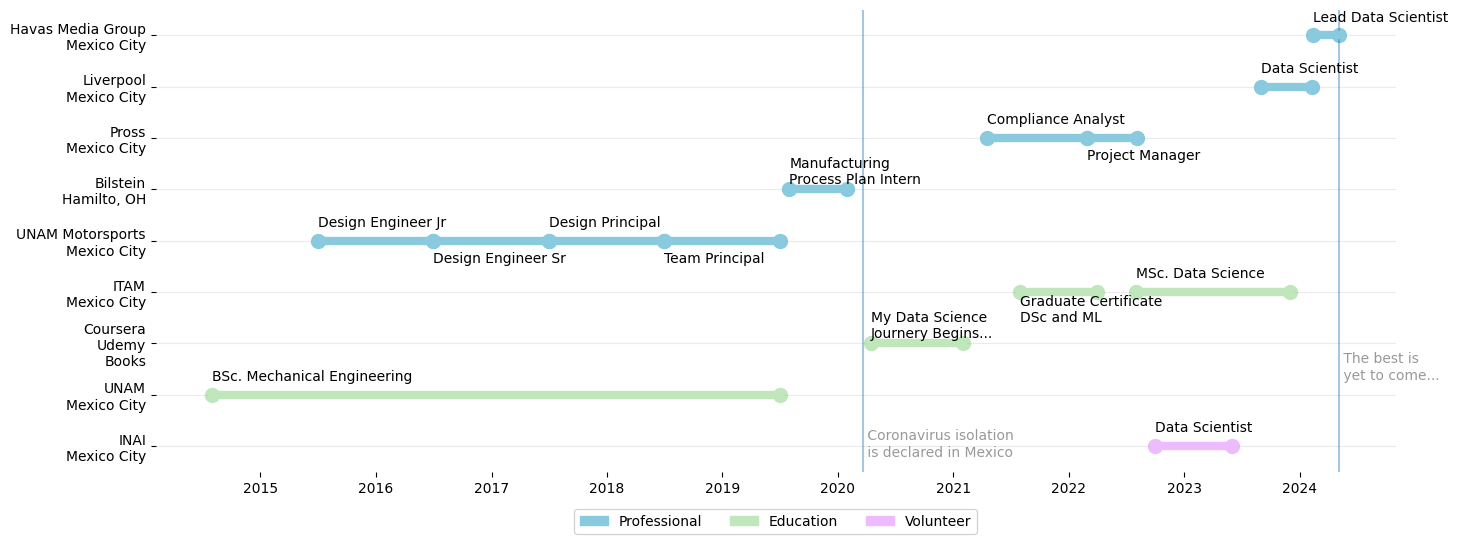 Lead Data Scientist
Havas Media Group
Mexico City
Data Scientist
Liverpool
Mexico City
Compliance Analyst
Pross
Mexico City
Project Manager
Manufacturing
Process Plan Intern
Bilstein
Hamilto, OH
Design Engineer Jr
Design Principal
UNAM Motorsports
Mexico City
Design Engineer Sr
Team Principal
MSc. Data Science
ITAM
Mexico City
Graduate Certificate
DSc and ML
My Data Science
Journery Begins...
Coursera
Udemy
Books
The best is
yet to come...
BSc. Mechanical Engineering
UNAM
Mexico City
Data Scientist
INAI
Mexico City
Coronavirus isolation
is declared in Mexico
2015 2016 2017 2018 2019 2020 2021 2022 2023 2024
Professional Education Volunteer